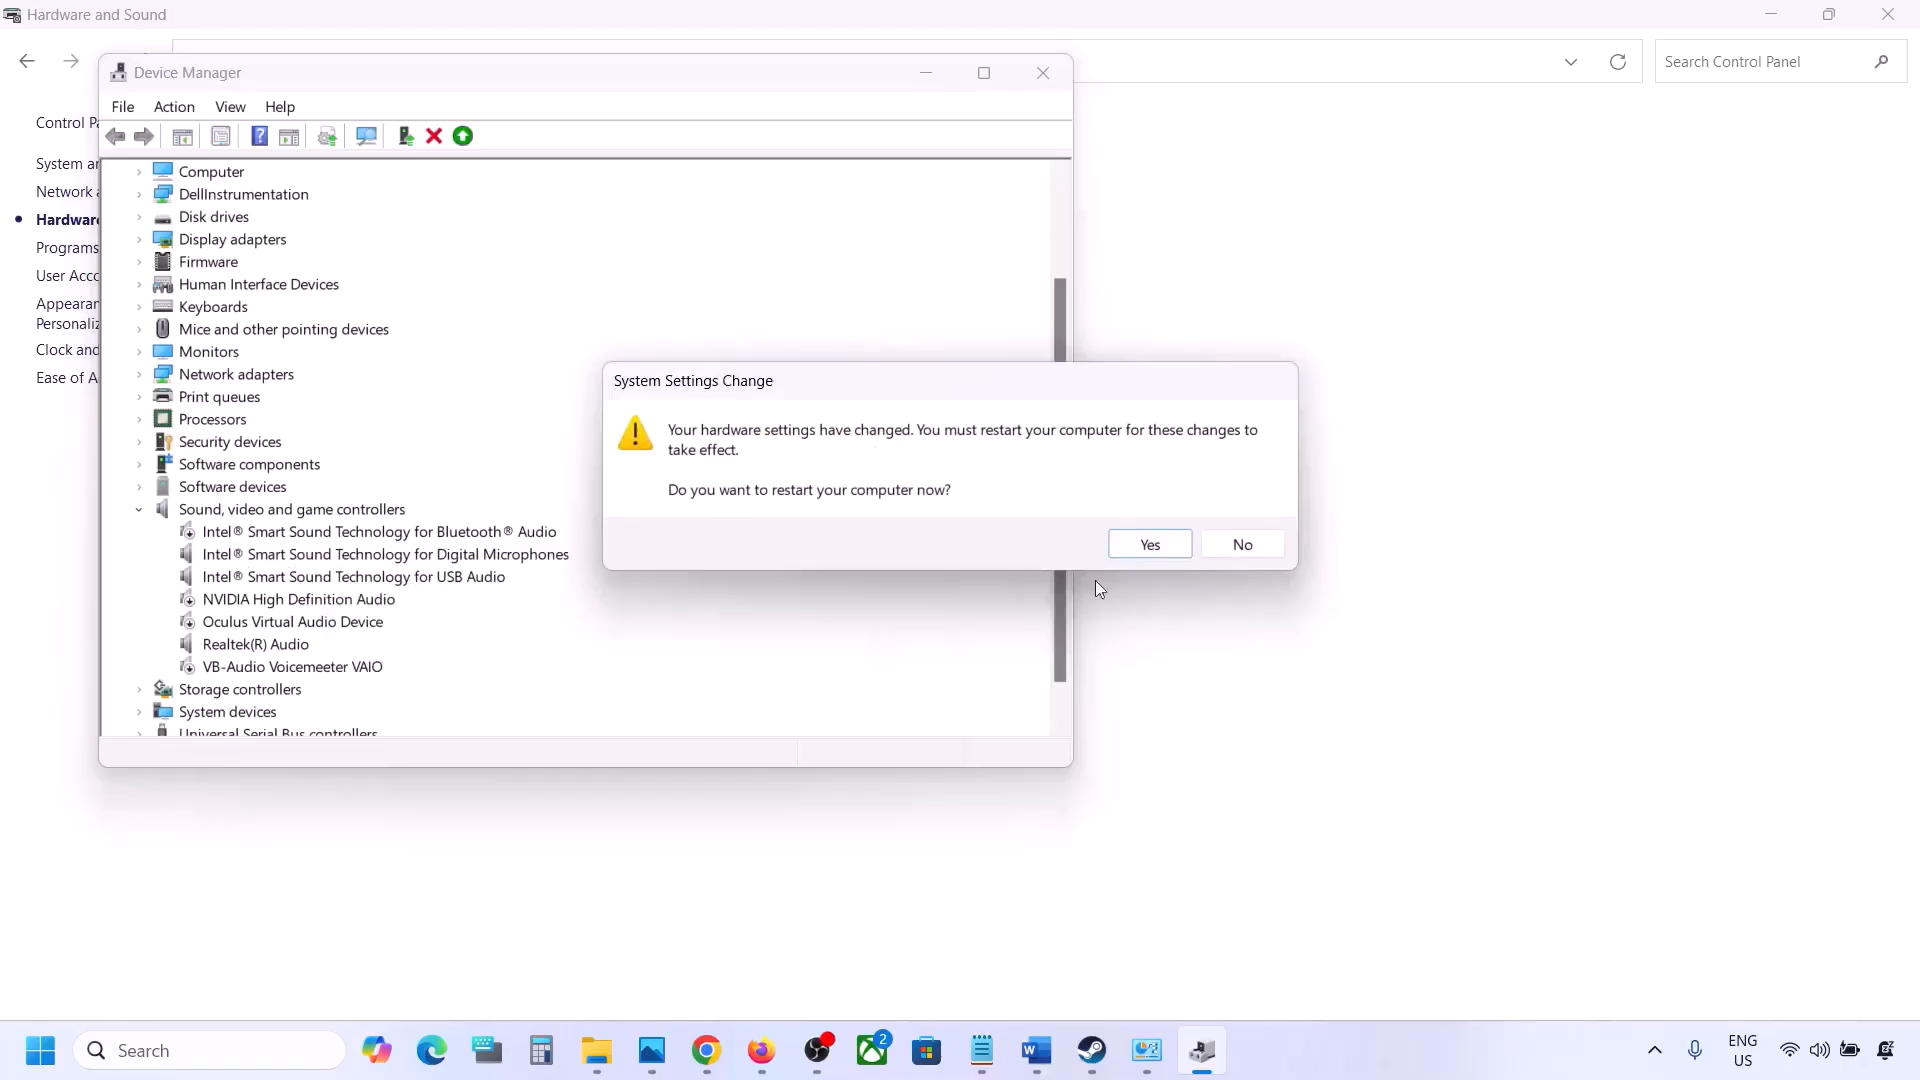 Hardware and Sound
Search Control Panel
Device Manager
File Action View Help
Control Pa
System an
Network a
Hardware
Programs
User Acco
Appearan
Personaliz
Clock and
Ease of A
Computer
DellInstrumentation
Disk drives
Display adapters
Firmware
Human Interface Devices
Keyboards
Mice and other pointing devices
Monitors
Network adapters
Print queues
Processors
Security devices
Software components
Software devices
Sound, video and game controllers
Intel® Smart Sound Technology for Bluetooth® Audio
Intel® Smart Sound Technology for Digital Microphones
Intel® Smart Sound Technology for USB Audio
NVIDIA High Definition Audio
Oculus Virtual Audio Device
Realtek(R) Audio
VB-Audio Voicemeeter VAIO
Storage controllers
System devices
Universal Serial Bus controllers
System Settings Change
Your hardware settings have changed. You must restart your computer for these changes to
take effect.
Do you want to restart your computer now?
Yes No
Search
2
ENG
US